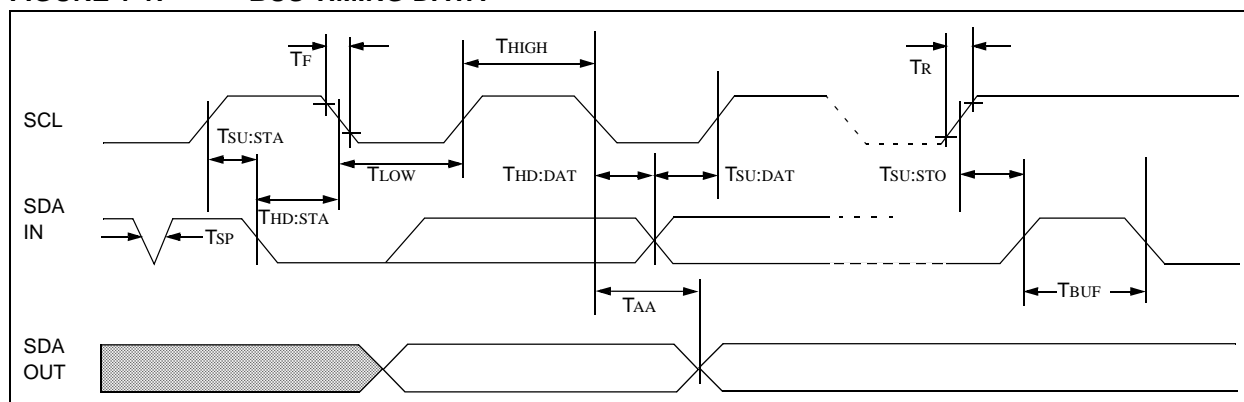 FIGURE 1-1: BUS TIMING DATA
TF
THIGH
TR
SCL
TSU:STA
TLOW
THD:DAT
TSU:DAT
TSU:STO
SDA
IN
THD:STA
TSP
TAA
TBUF
SDA
OUT